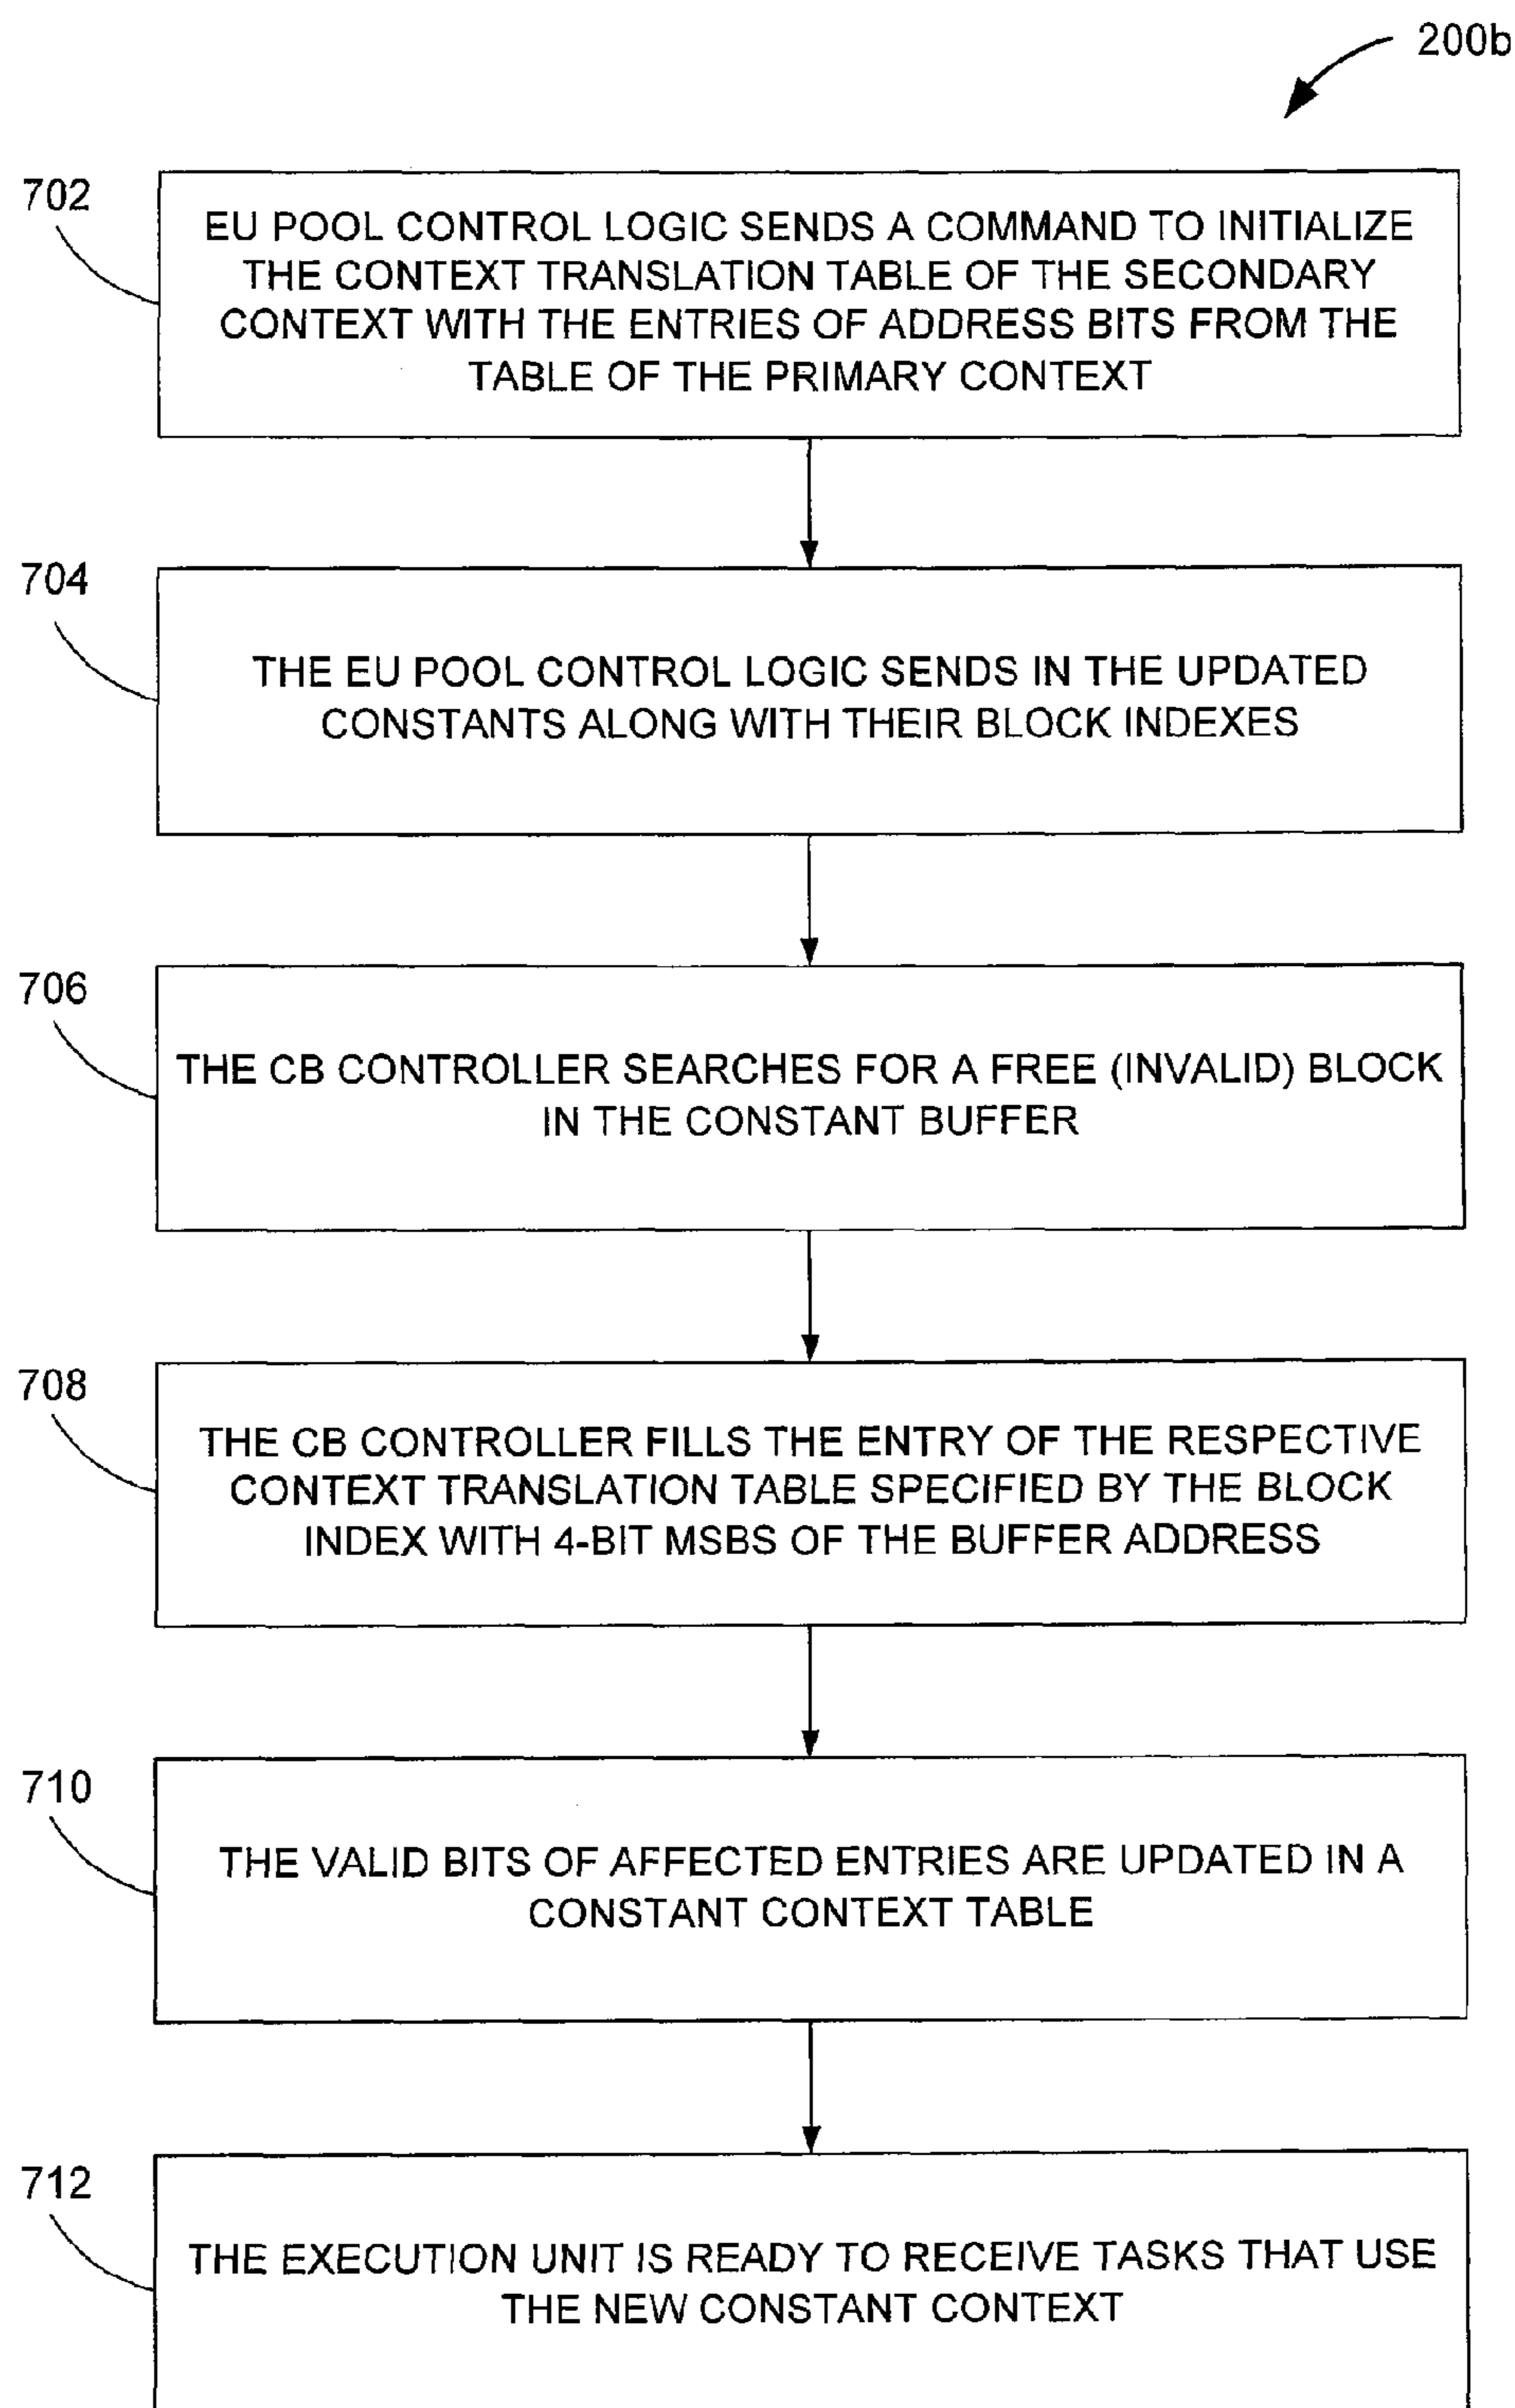 200b
702
EU POOL CONTROL LOGIC SENDS A COMMAND TO INITIALIZE
THE CONTEXT TRANSLATION TABLE OF THE SECONDARY
CONTEXT WITH THE ENTRIES OF ADDRESS BITS FROM THE
TABLE OF THE PRIMARY CONTEXT
704
THE EU POOL CONTROL LOGIC SENDS IN THE UPDATED
CONSTANTS ALONG WITH THEIR BLOCK INDEXES
706
THE CB CONTROLLER SEARCHES FOR A FREE (INVALID) BLOCK
IN THE CONSTANT BUFFER
708
THE CB CONTROLLER FILLS THE ENTRY OF THE RESPECTIVE
CONTEXT TRANSLATION TABLE SPECIFIED BY THE BLOCK
INDEX WITH 4-BIT MSBS OF THE BUFFER ADDRESS
710
THE VALID BITS OF AFFECTED ENTRIES ARE UPDATED IN A
CONSTANT CONTEXT TABLE
712
THE EXECUTION UNIT IS READY TO RECEIVE TASKS THAT USE
THE NEW CONSTANT CONTEXT